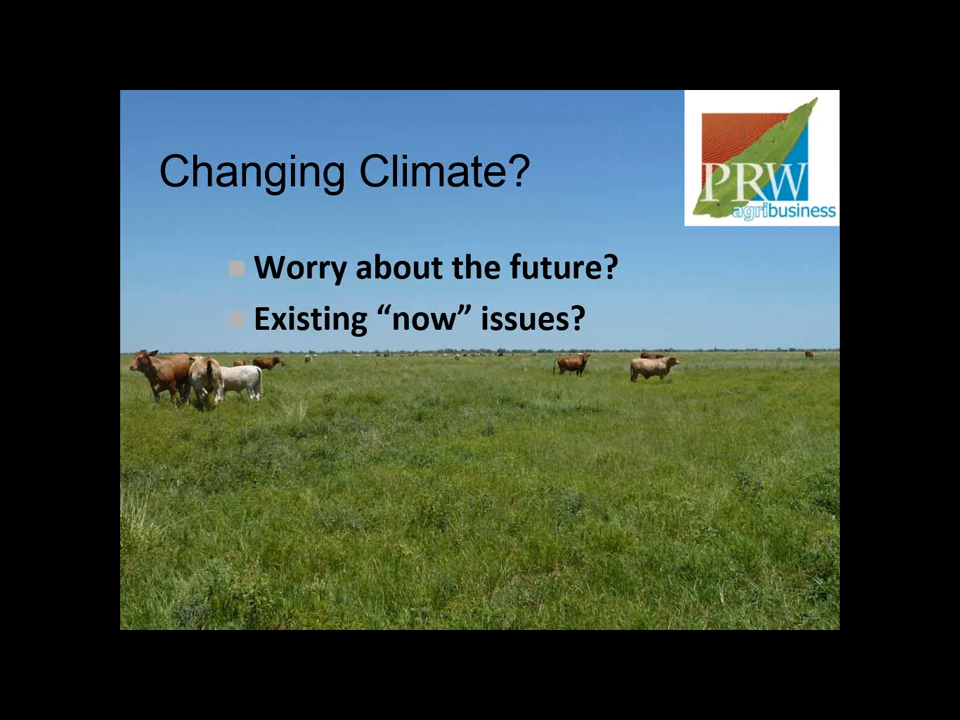 Changing Climate?
PRW
agribusiness
Worry about the future?
Existing “now” issues?